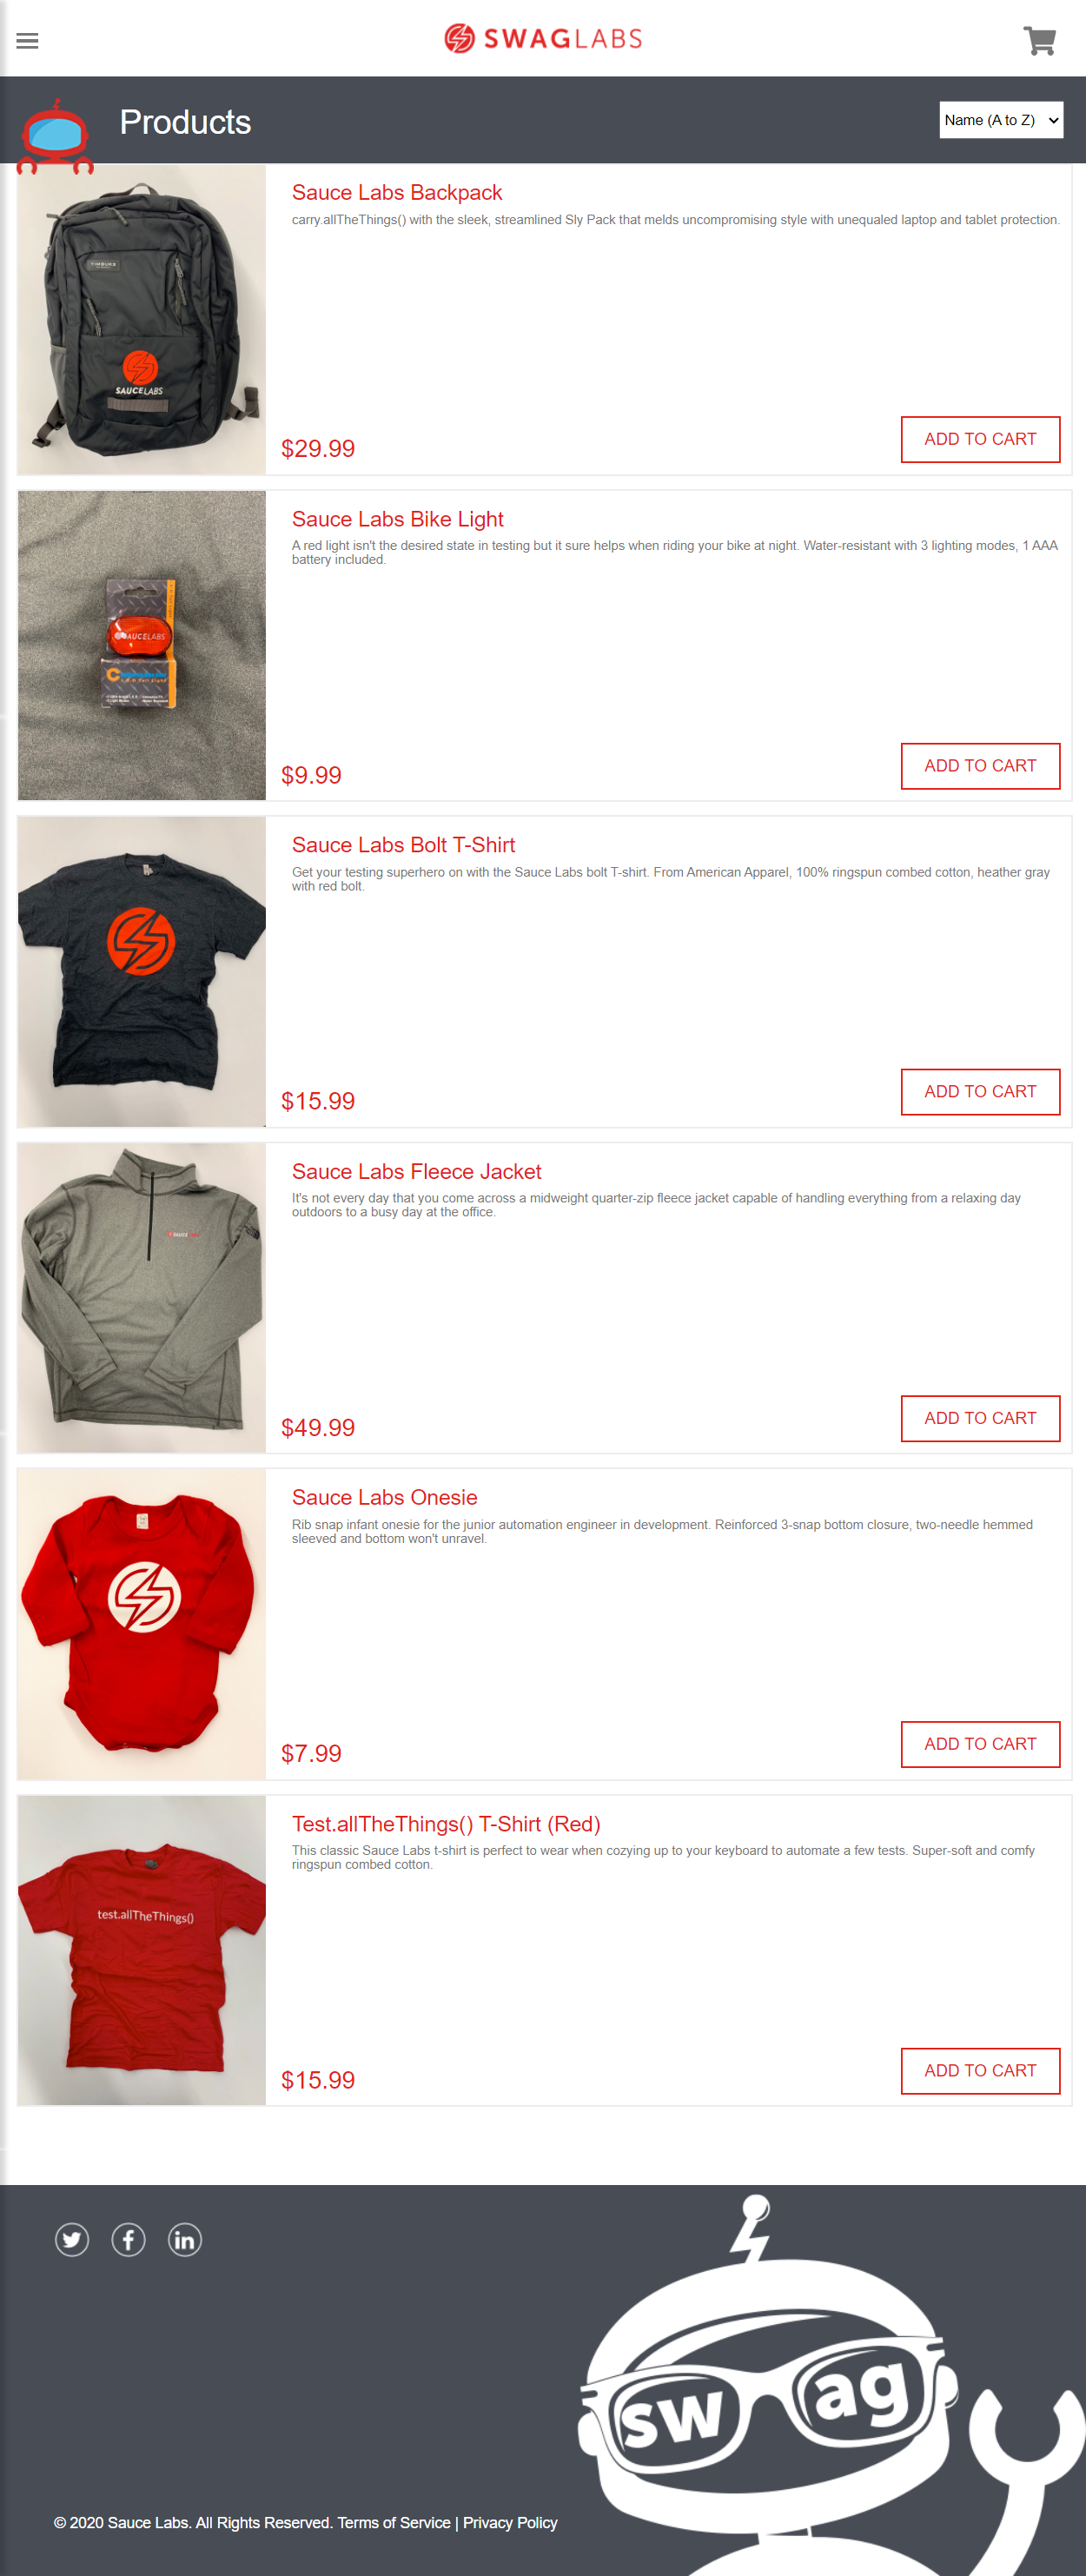 SWAGLABS
Products
Name (A to Z)
TIMBUK2
SAUCELABS
Sauce Labs Backpack
carry.allTheThings() with the sleek, streamlined Sly Pack that melds uncompromising style with unequaled laptop and tablet protection.
$29.99
ADD TO CART
SAUCELABS
Sauce Labs Bike Light
A red light isn't the desired state in testing but it sure helps when riding your bike at night. Water-resistant with 3 lighting modes, 1 AAA
battery included.
$9.99
ADD TO CART
Sauce Labs Bolt T-Shirt
Get your testing superhero on with the Sauce Labs bolt T-shirt. From American Apparel, 100% ringspun combed cotton, heather gray
with red bolt.
$15.99
ADD TO CART
Sauce Labs Fleece Jacket
It's not every day that you come across a midweight quarter-zip fleece jacket capable of handling everything from a relaxing day
outdoors to a busy day at the office.
$49.99
ADD TO CART
Sauce Labs Onesie
Rib snap infant onesie for the junior automation engineer in development. Reinforced 3-snap bottom closure, two-needle hemmed
sleeved and bottom won't unravel.
$7.99
ADD TO CART
test.allTheThings()
Test.allTheThings() T-Shirt (Red)
This classic Sauce Labs t-shirt is perfect to wear when cozying up to your keyboard to automate a few tests. Super-soft and comfy
ringspun combed cotton.
$15.99
ADD TO CART
swag
© 2020 Sauce Labs. All Rights Reserved. Terms of Service | Privacy Policy